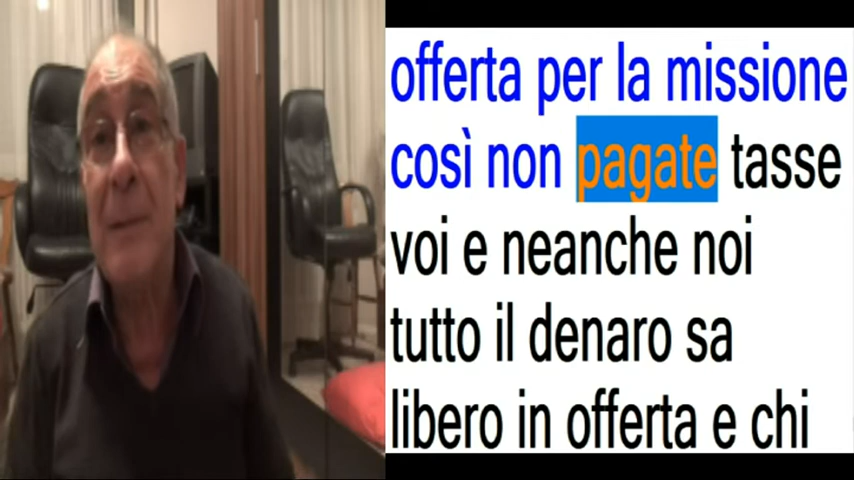 offerta per la missione
così non pagate tasse
voi e neanche noi
tutto il denaro sa
libero in offerta e chi